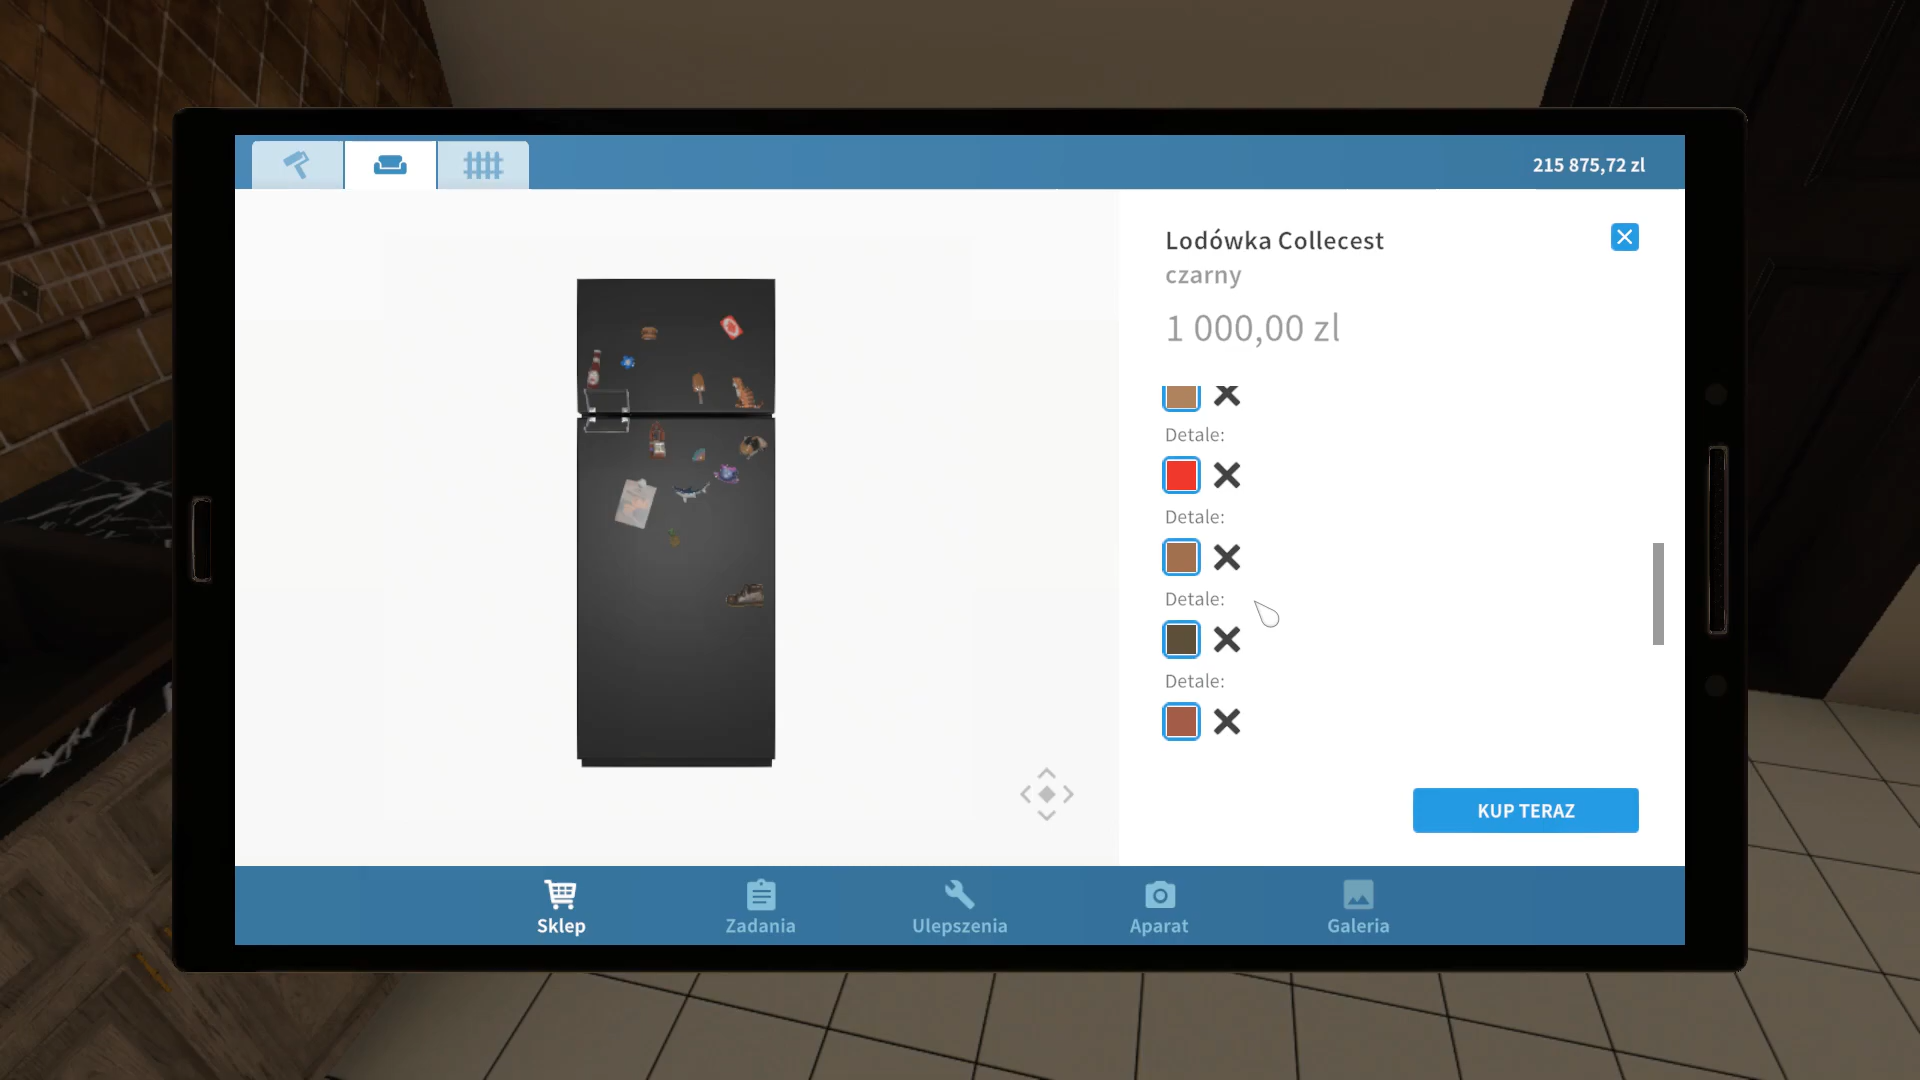 215 875,72 zl
Lodówka Collecest
czarny
1 000,00 zl
Detale:
Detale:
Detale:
Detale:
KUP TERAZ
Sklep
Zadania
Ulepszenia
Aparat
Galeria